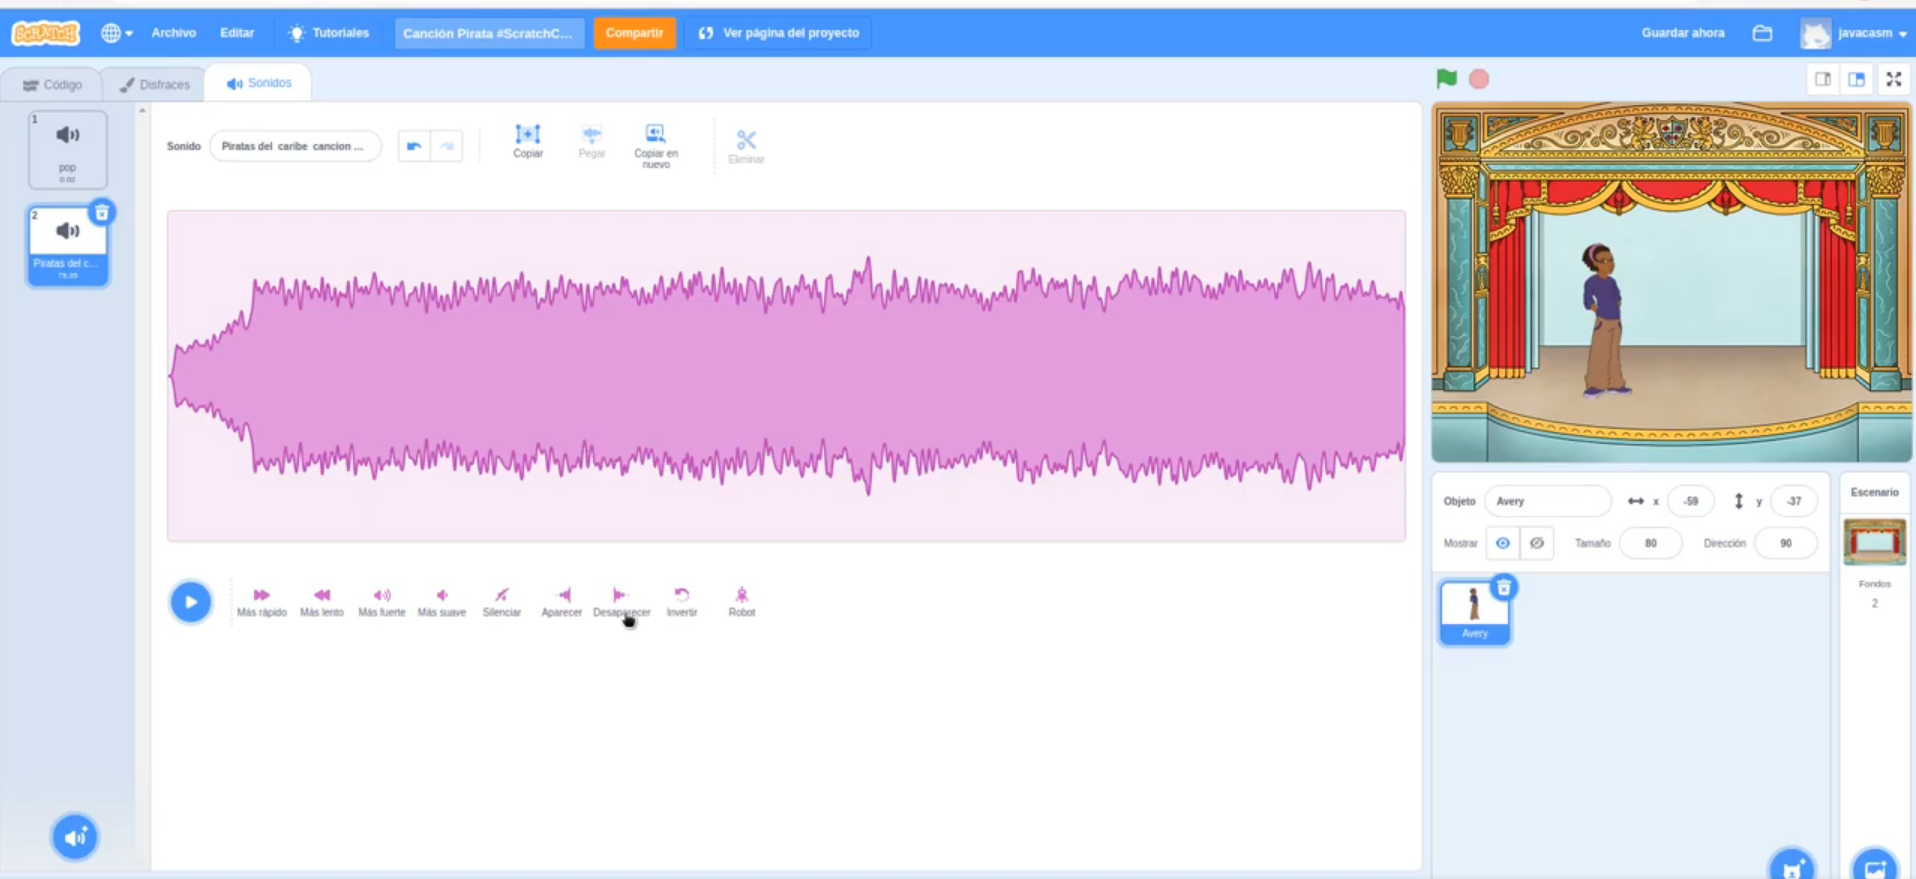 SCRATCH
Archivo
Editar
Tutoriales
Canción Pirata #ScratchC...
Compartir
Ver página del proyecto
Guardar ahora
javacasm
Código
Disfraces
Sonidos
1
pop
0.02
2
Piratas del c...
79.35
Sonido
Piratas del caribe cancion ...
Copiar
Pegar
Copiar en
nuevo
Eliminar
Más rápido
Más lento
Más fuerte
Más suave
Silenciar
Aparecer
Desaparecer
Invertir
Robot
Objeto
Avery
x
-59
y
-37
Mostrar
Tamaño
80
Dirección
90
Avery
Escenario
Fondos
2